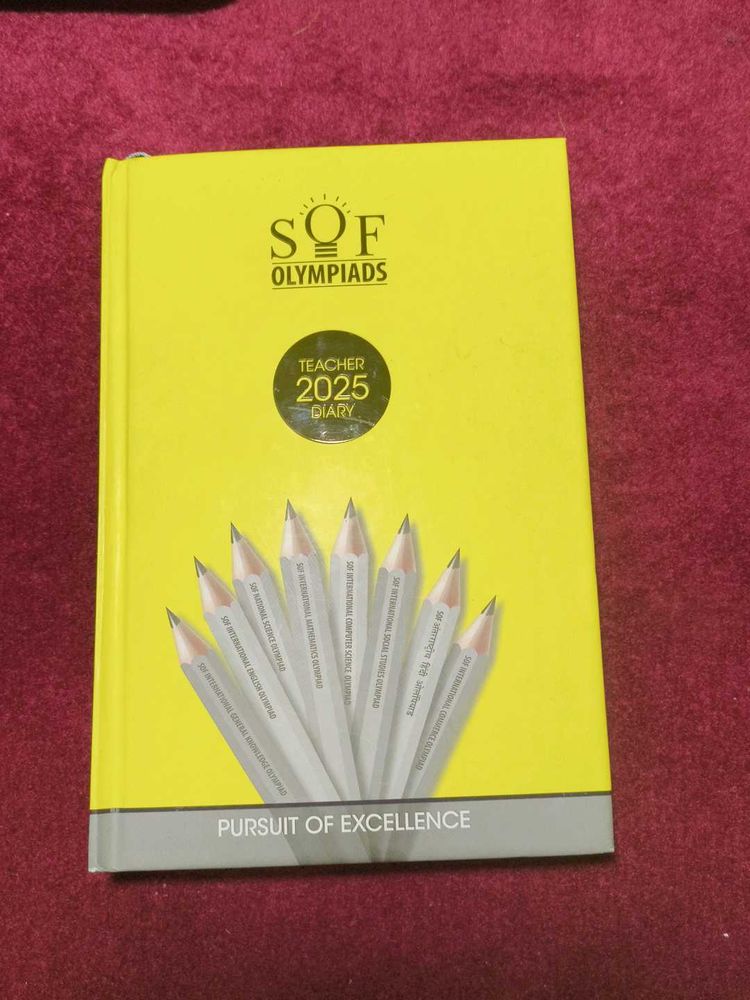 SOF
OLYMPIADS
TEACHER
2025
DIARY
SOF INTERNATIONAL GENERAL KNOWLEDGE OLYMPIAD
SOF INTERNATIONAL ENGLISH OLYMPIAD
SOF NATIONAL SCIENCE OLYMPIAD
SOF INTERNATIONAL MATHEMATICS OLYMPIAD
SOF INTERNATIONAL COMPUTER SCIENCE OLYMPIAD
SOF INTERNATIONAL SOCIAL STUDIES OLYMPIAD
SOF अंतरराष्ट्रीय हिंदी ओलंपियाड
SOF INTERNATIONAL COMMERCE OLYMPIAD
PURSUIT OF EXCELLENCE